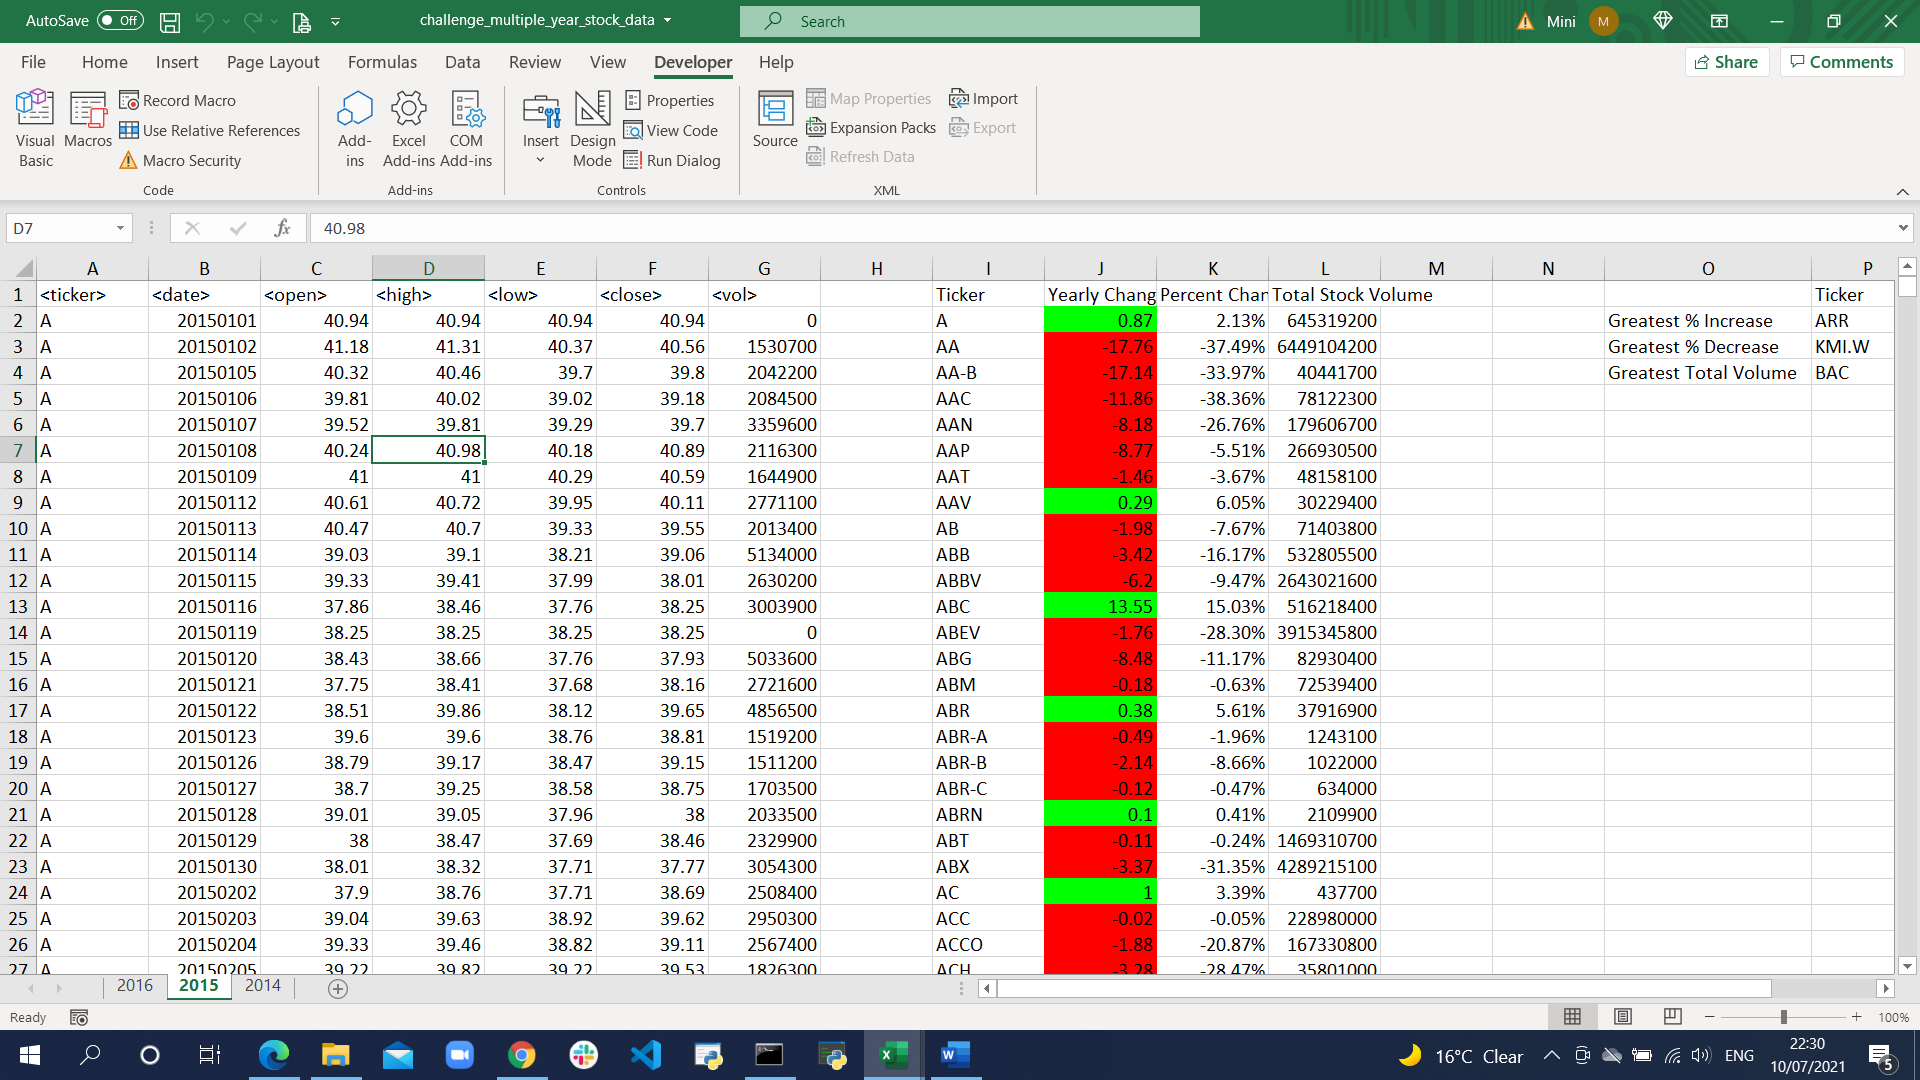 AutoSave Off challenge_multiple_year_stock_data Search Mini M
File Home Insert Page Layout Formulas Data Review View Developer Help Share Comments
Visual Basic
Macros
Record Macro
Use Relative References
Macro Security
Code
Add-ins
Excel Add-ins
COM Add-ins
Add-ins
Insert
Design Mode
Properties
View Code
Run Dialog
Controls
Source
Map Properties
Expansion Packs
Refresh Data
Import
Export
XML
D7 fx 40.98
A B C D E F G H I J K L M N O P
1 <ticker> <date> <open> <high> <low> <close> <vol> Ticker Yearly Chang Percent Chan Total Stock Volume Ticker
2 A 20150101 40.94 40.94 40.94 40.94 0 A 0.87 2.13% 645319200 Greatest % Increase ARR
3 A 20150102 41.18 41.31 40.37 40.56 1530700 AA -17.76 -37.49% 6449104200 Greatest % Decrease KMI.W
4 A 20150105 40.32 40.46 39.7 39.8 2042200 AA-B -17.14 -33.97% 40441700 Greatest Total Volume BAC
5 A 20150106 39.81 40.02 39.02 39.18 2084500 AAC -11.86 -38.36% 78122300
6 A 20150107 39.52 39.81 39.29 39.7 3359600 AAN -8.18 -26.76% 179606700
7 A 20150108 40.24 40.98 40.18 40.89 2116300 AAP -8.77 -5.51% 266930500
8 A 20150109 41 41 40.29 40.59 1644900 AAT -1.46 -3.67% 48158100
9 A 20150112 40.61 40.72 39.95 40.11 2771100 AAV 0.29 6.05% 30229400
10 A 20150113 40.47 40.7 39.33 39.55 2013400 AB -1.98 -7.67% 71403800
11 A 20150114 39.03 39.1 38.21 39.06 5134000 ABB -3.42 -16.17% 532805500
12 A 20150115 39.33 39.41 37.99 38.01 2630200 ABBV -6.2 -9.47% 2643021600
13 A 20150116 37.86 38.46 37.76 38.25 3003900 ABC 13.55 15.03% 516218400
14 A 20150119 38.25 38.25 38.25 38.25 0 ABEV -1.76 -28.30% 3915345800
15 A 20150120 38.43 38.66 37.76 37.93 5033600 ABG -8.48 -11.17% 82930400
16 A 20150121 37.75 38.41 37.68 38.16 2721600 ABM -0.18 -0.63% 72539400
17 A 20150122 38.51 39.86 38.12 39.65 4856500 ABR 0.38 5.61% 37916900
18 A 20150123 39.6 39.6 38.76 38.81 1519200 ABR-A -0.49 -1.96% 1243100
19 A 20150126 38.79 39.17 38.47 39.15 1511200 ABR-B -2.14 -8.66% 1022000
20 A 20150127 38.7 39.25 38.58 38.75 1703500 ABR-C -0.12 -0.47% 634000
21 A 20150128 39.01 39.05 37.96 38 2033500 ABRN 0.1 0.41% 2109900
22 A 20150129 38 38.47 37.69 38.46 2329900 ABT -0.11 -0.24% 1469310700
23 A 20150130 38.01 38.32 37.71 37.77 3054300 ABX -3.37 -31.35% 4289215100
24 A 20150202 37.9 38.76 37.71 38.69 2508400 AC 1 3.39% 437700
25 A 20150203 39.04 39.63 38.92 39.62 2950300 ACC -0.02 -0.05% 228980000
26 A 20150204 39.33 39.46 38.82 39.11 2567400 ACCO -1.88 -20.87% 167330800
27 A 20150205 39.22 39.82 39.22 39.53 1826300 ACH -3.28 -28.47% 35801000
2016 2015 2014
Ready 100%
16°C Clear ENG 22:30
10/07/2021 5